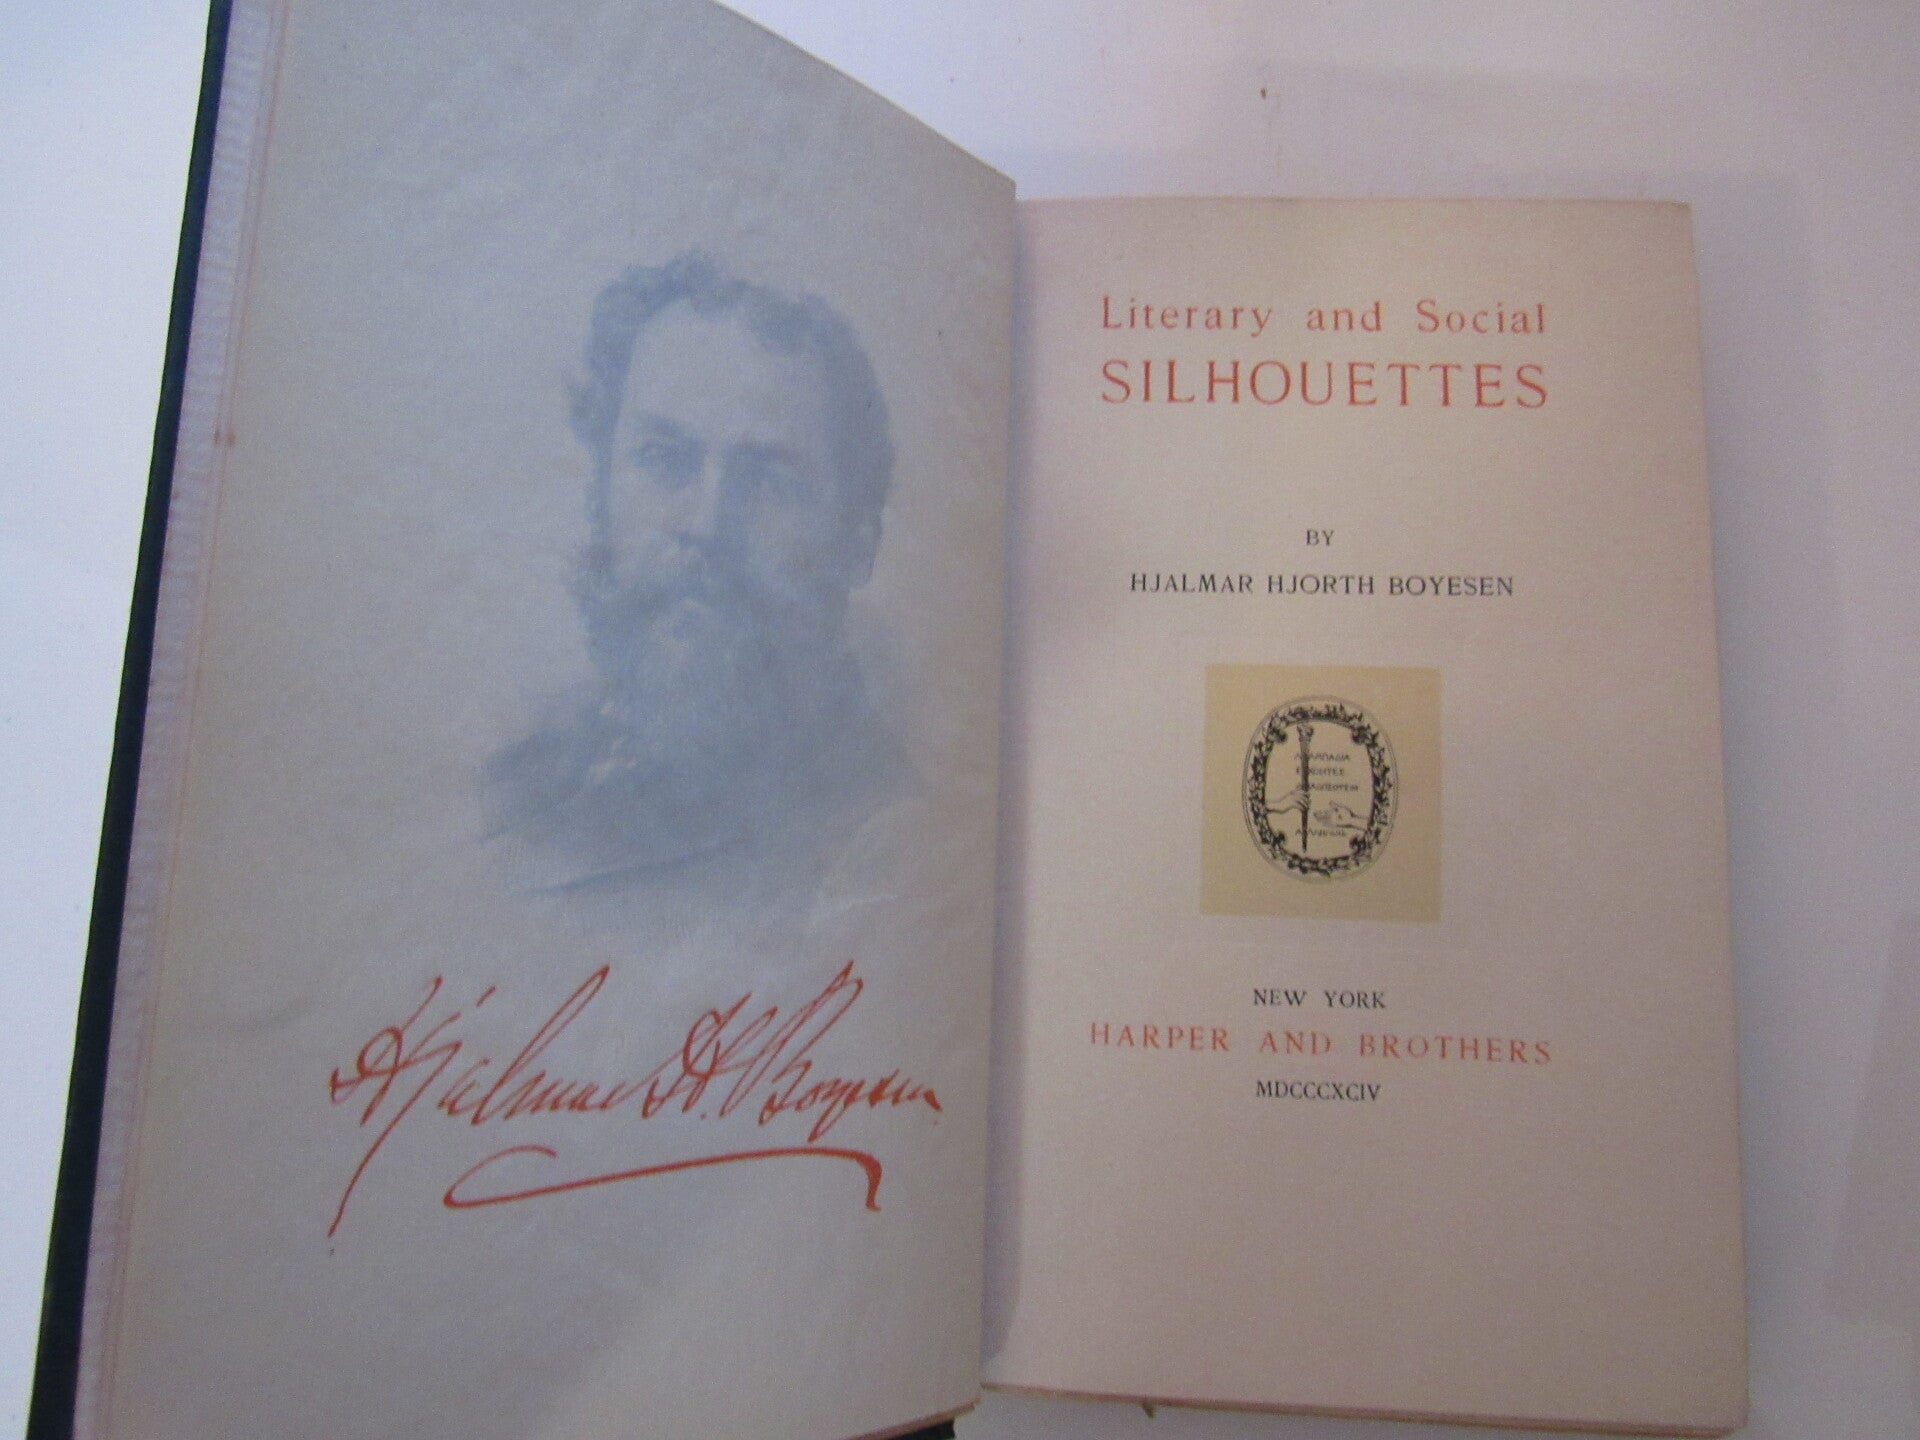 Hjalmar H. Boyesen
Literary and Social
SILHOUETTES
BY
HJALMAR HJORTH BOYESEN
NEW YORK
HARPER AND BROTHERS
MDCCCXCIV